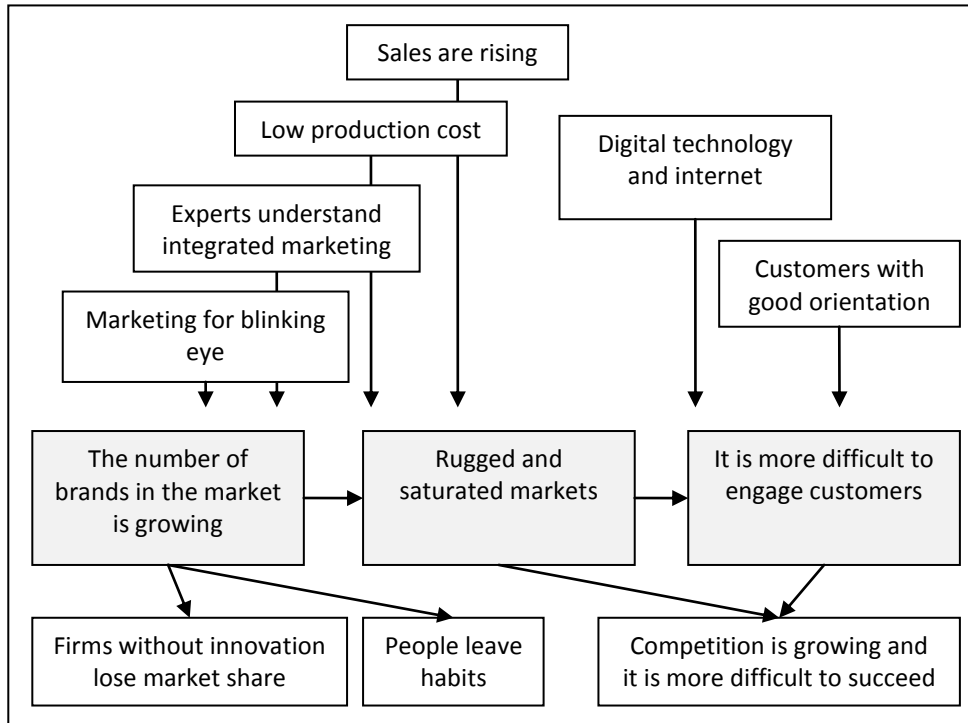 Sales are rising
Low production cost
Digital technology
and internet
Experts understand
integrated marketing
Customers with
good orientation
Marketing for blinking
eye
The number of
brands in the market
is growing
Rugged and
saturated markets
It is more difficult to
engage customers
Firms without innovation
lose market share
People leave
habits
Competition is growing and
it is more difficult to succeed